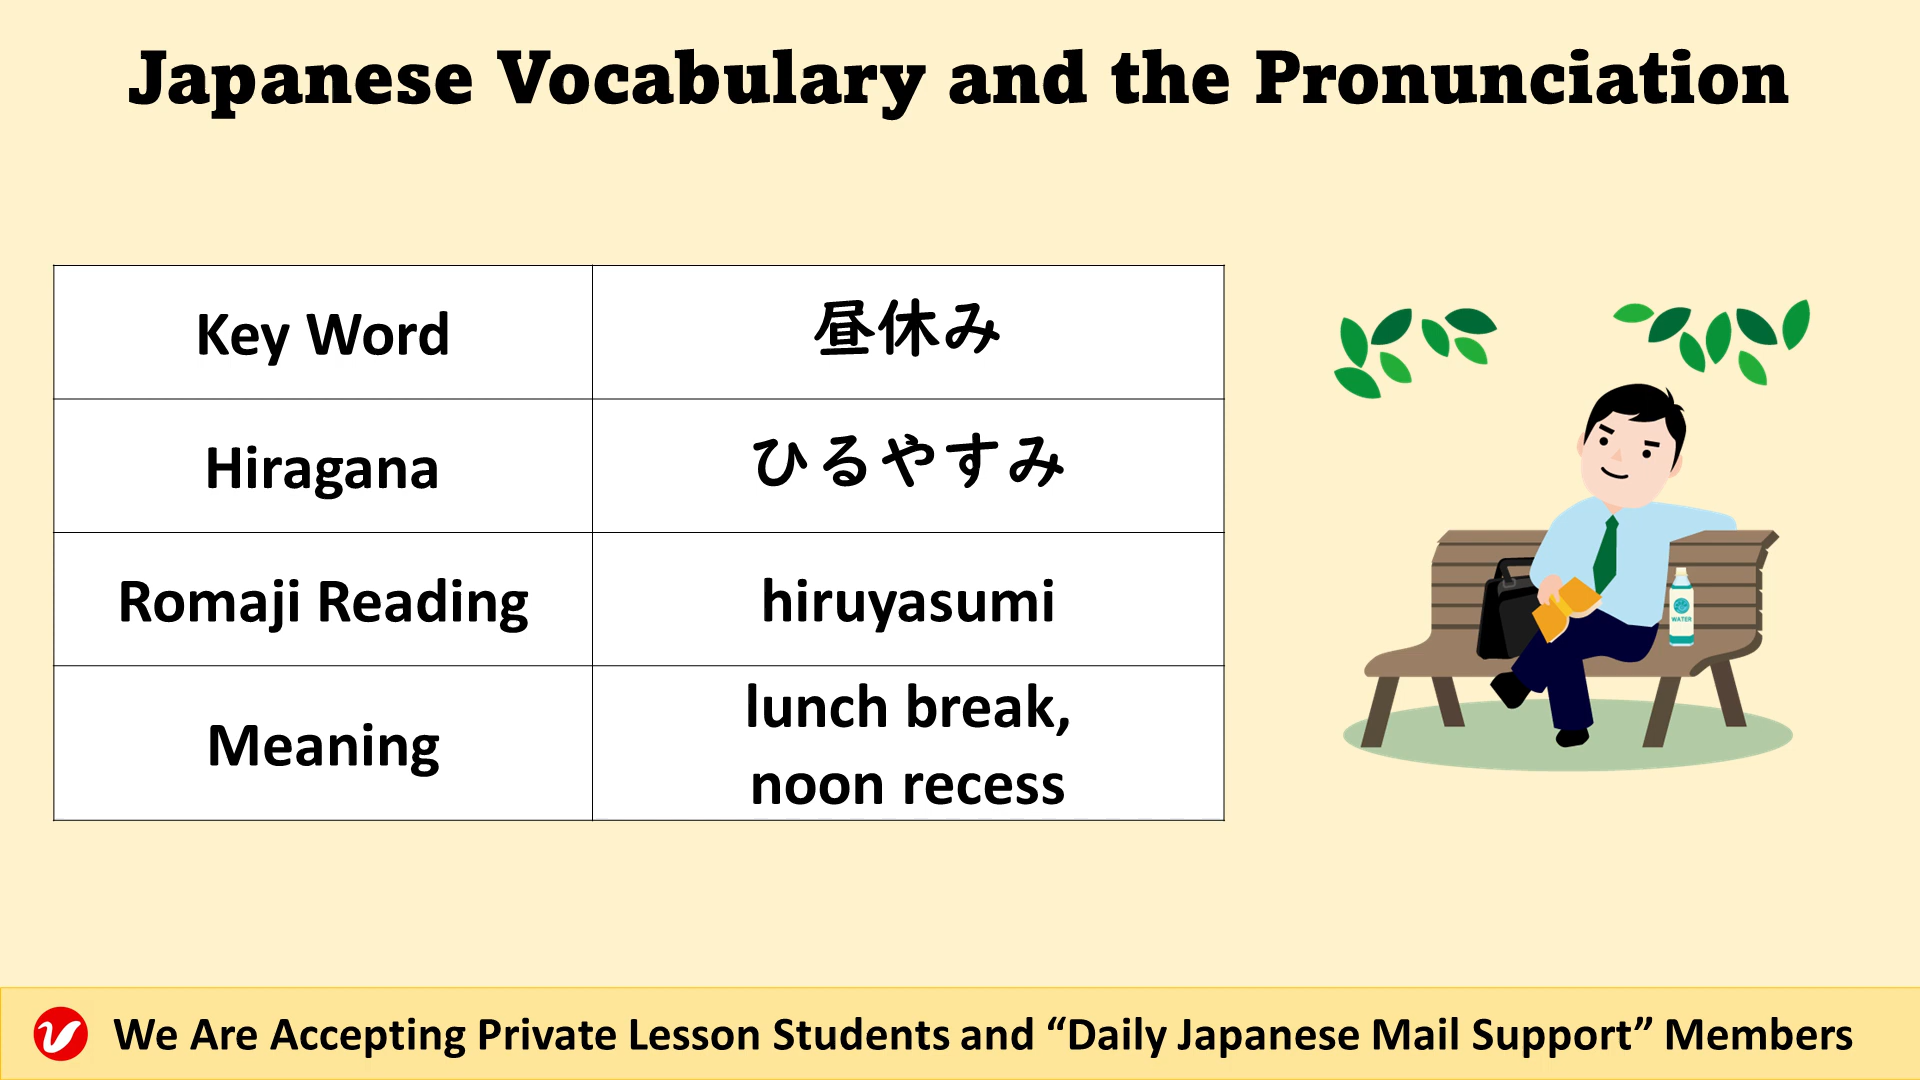 Japanese Vocabulary and the Pronunciation
Key Word 昼休み
Hiragana ひるやすみ
Romaji Reading hiruyasumi
Meaning lunch break,
noon recess
WATER
We Are Accepting Private Lesson Students and “Daily Japanese Mail Support” Members